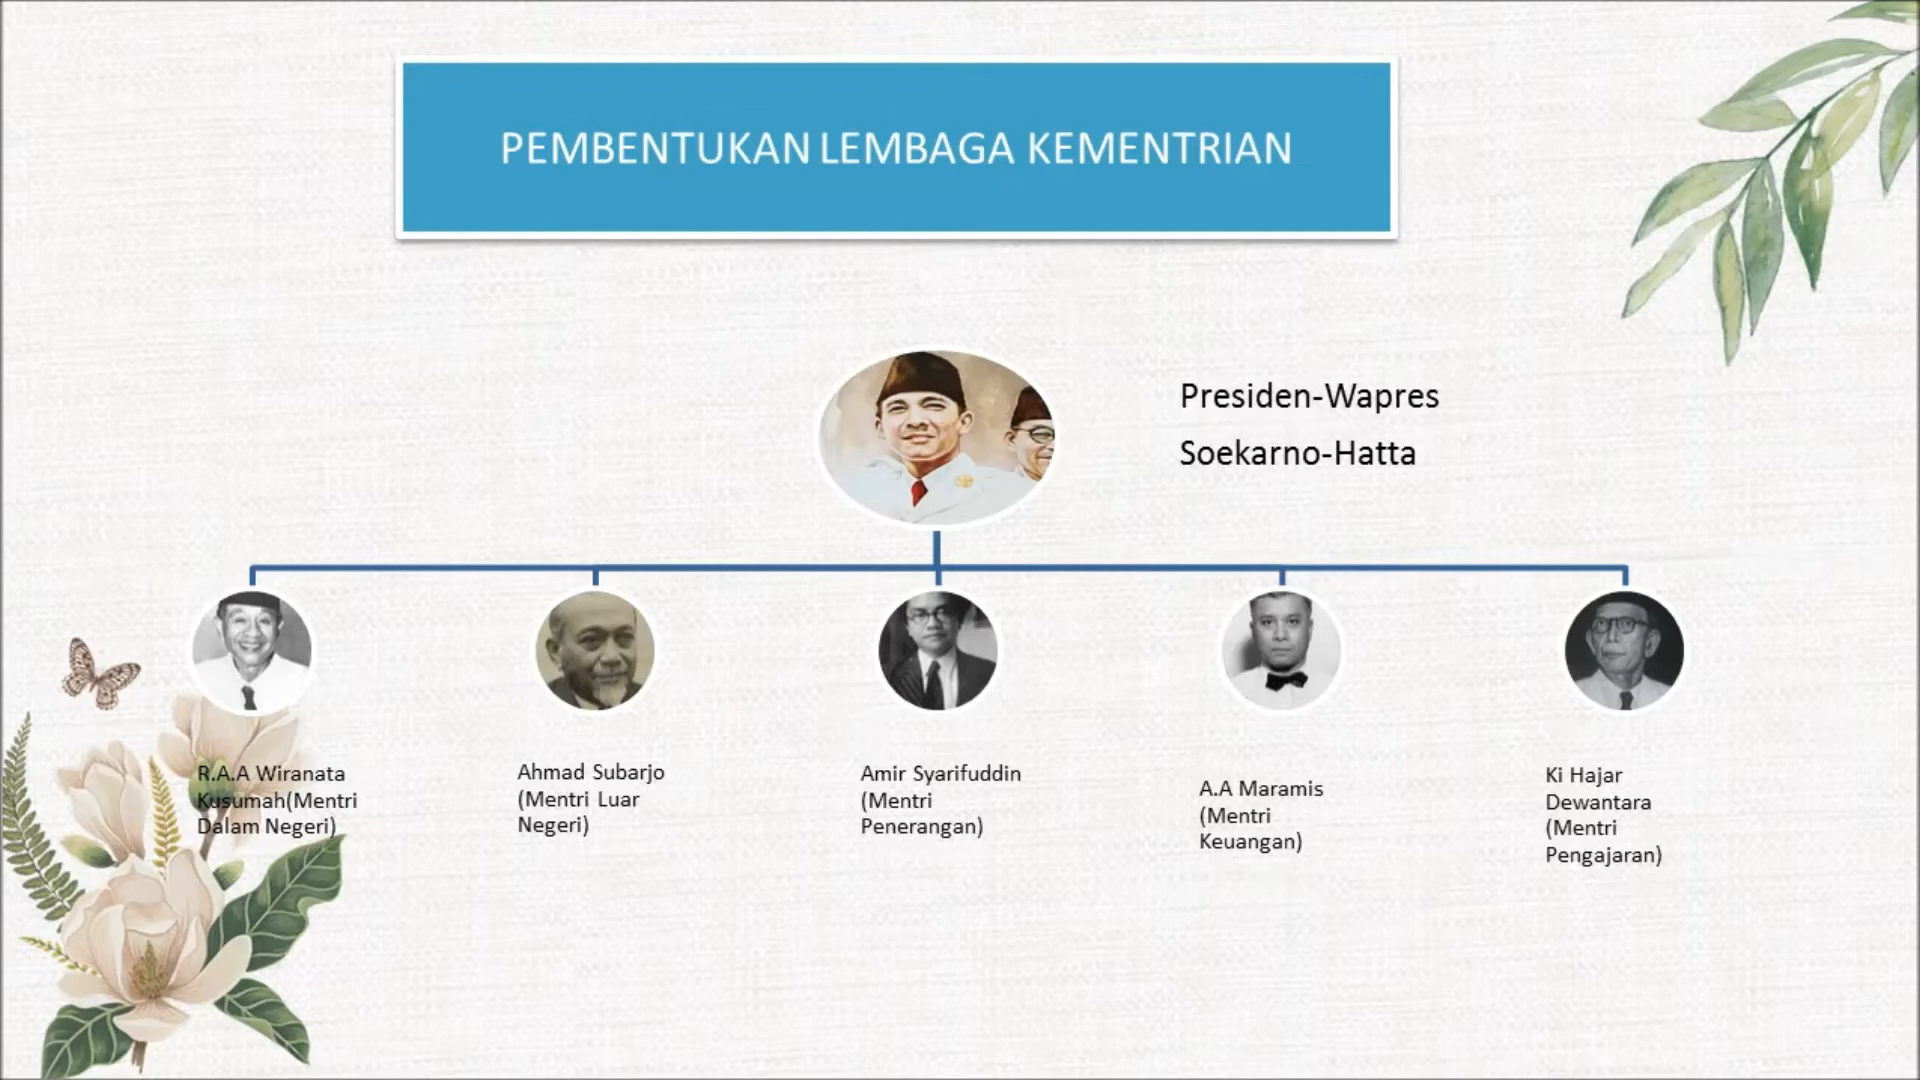 PEMBENTUKAN LEMBAGA KEMENTRIAN
Presiden-Wapres
Soekarno-Hatta
R.A.A Wiranata
Kusumah(Mentri
Dalam Negeri)
Ahmad Subarjo
(Mentri Luar
Negeri)
Amir Syarifuddin
(Mentri
Penerangan)
A.A Maramis
(Mentri
Keuangan)
Ki Hajar
Dewantara
(Mentri
Pengajaran)